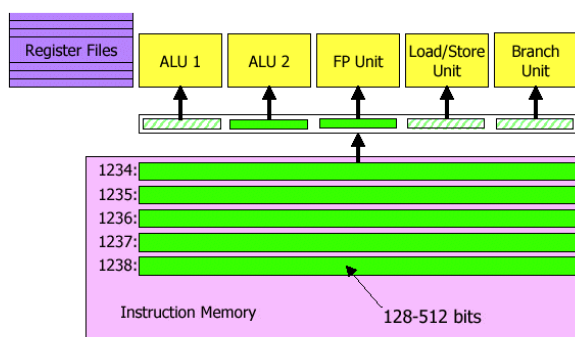 Register Files
ALU 1
ALU 2
FP Unit
Load/Store
Unit
Branch
Unit
1234:
1235:
1236:
1237:
1238:
Instruction Memory
128-512 bits